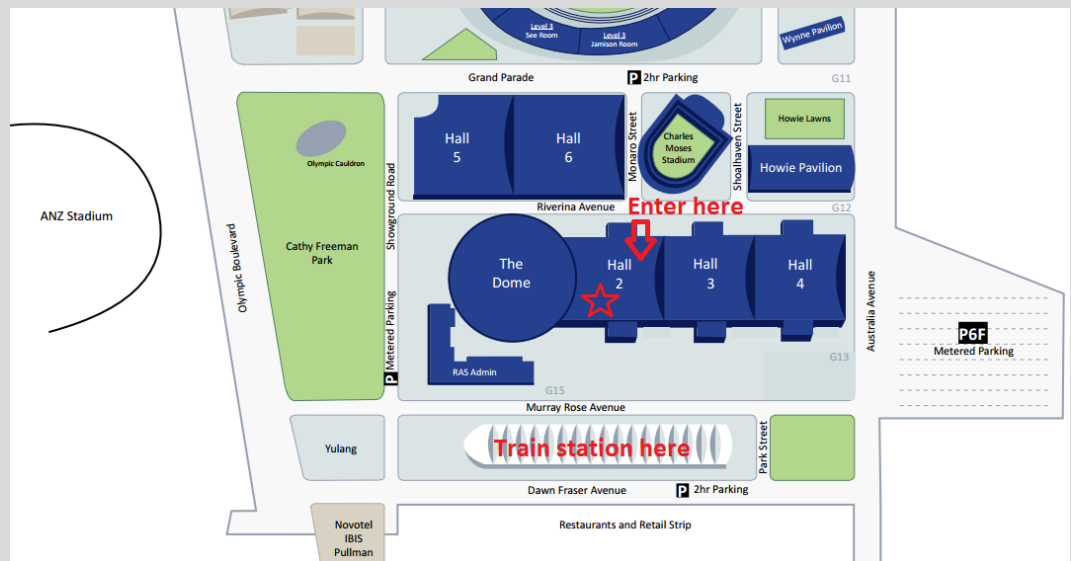 Level 3
See Room
Level 3
Jamison Room
Wynne Pavilion
Grand Parade
P 2hr Parking
G11
Hall
5
Hall
6
Monaro Street
Charles
Moses
Stadium
Shoalhaven Street
Howie Lawns
Howie Pavilion
Olympic Cauldron
Showground Road
Riverina Avenue
Enter here
G12
ANZ Stadium
Olympic Boulevard
Cathy Freeman
Park
The
Dome
Hall
2
Hall
3
Hall
4
Australia Avenue
P Metered Parking
P6F
Metered Parking
RAS Admin
G13
G15
Murray Rose Avenue
Yulang
Train station here
Park Street
Dawn Fraser Avenue
P 2hr Parking
Novotel
IBIS
Pullman
Restaurants and Retail Strip